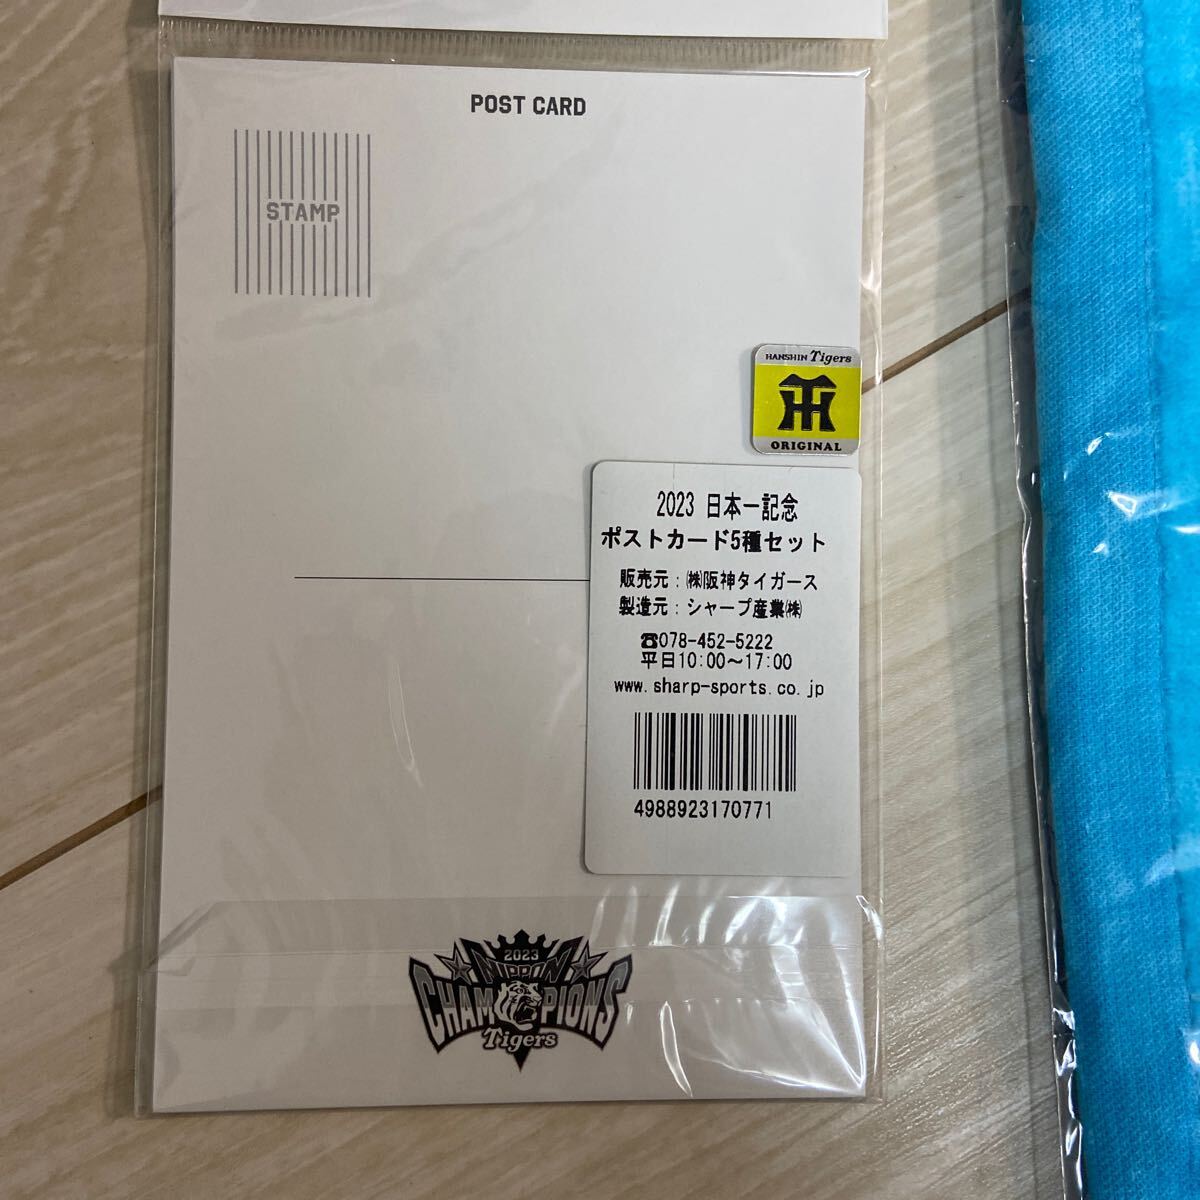 POST CARD
STAMP
HANSHIN Tigers
HT
ORIGINAL
2023 日本一記念
ポストカード5種セット
販売元：㈱阪神タイガース
製造元：シャープ産業㈱
☎078-452-5222
平日10:00〜17:00
www.sharp-sports.co.jp
4988923170771
2023
NIPPON
CHAMPIONS
Tigers